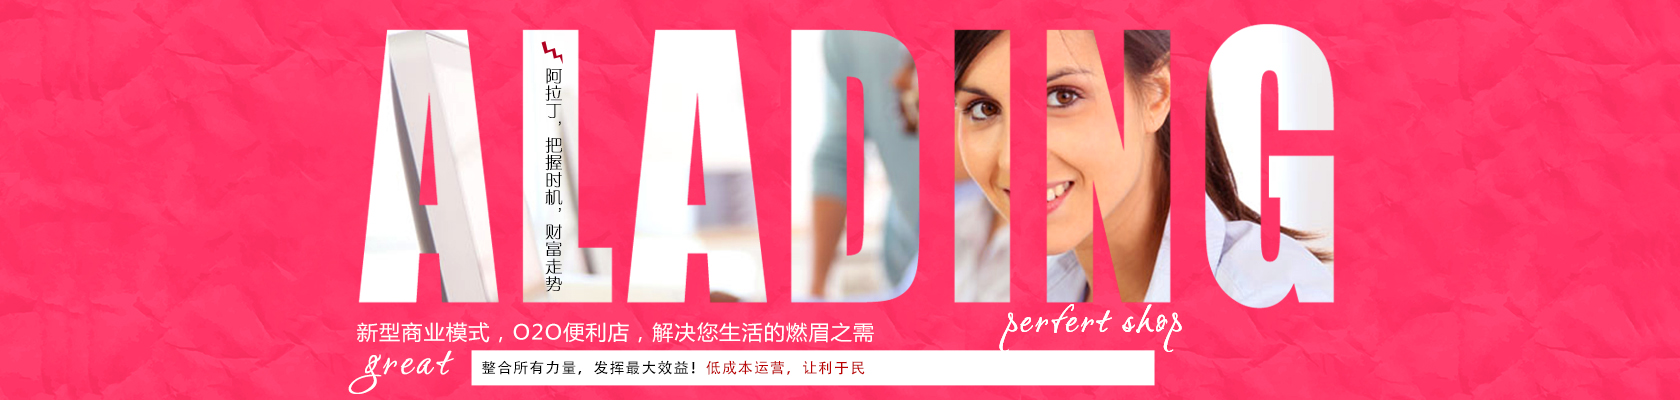 ALADING
阿拉丁，把握时机，财富走势
perfert shop
新型商业模式，O2O便利店，解决您生活的燃眉之需
great
整合所有力量，发挥最大效益！低成本运营，让利于民